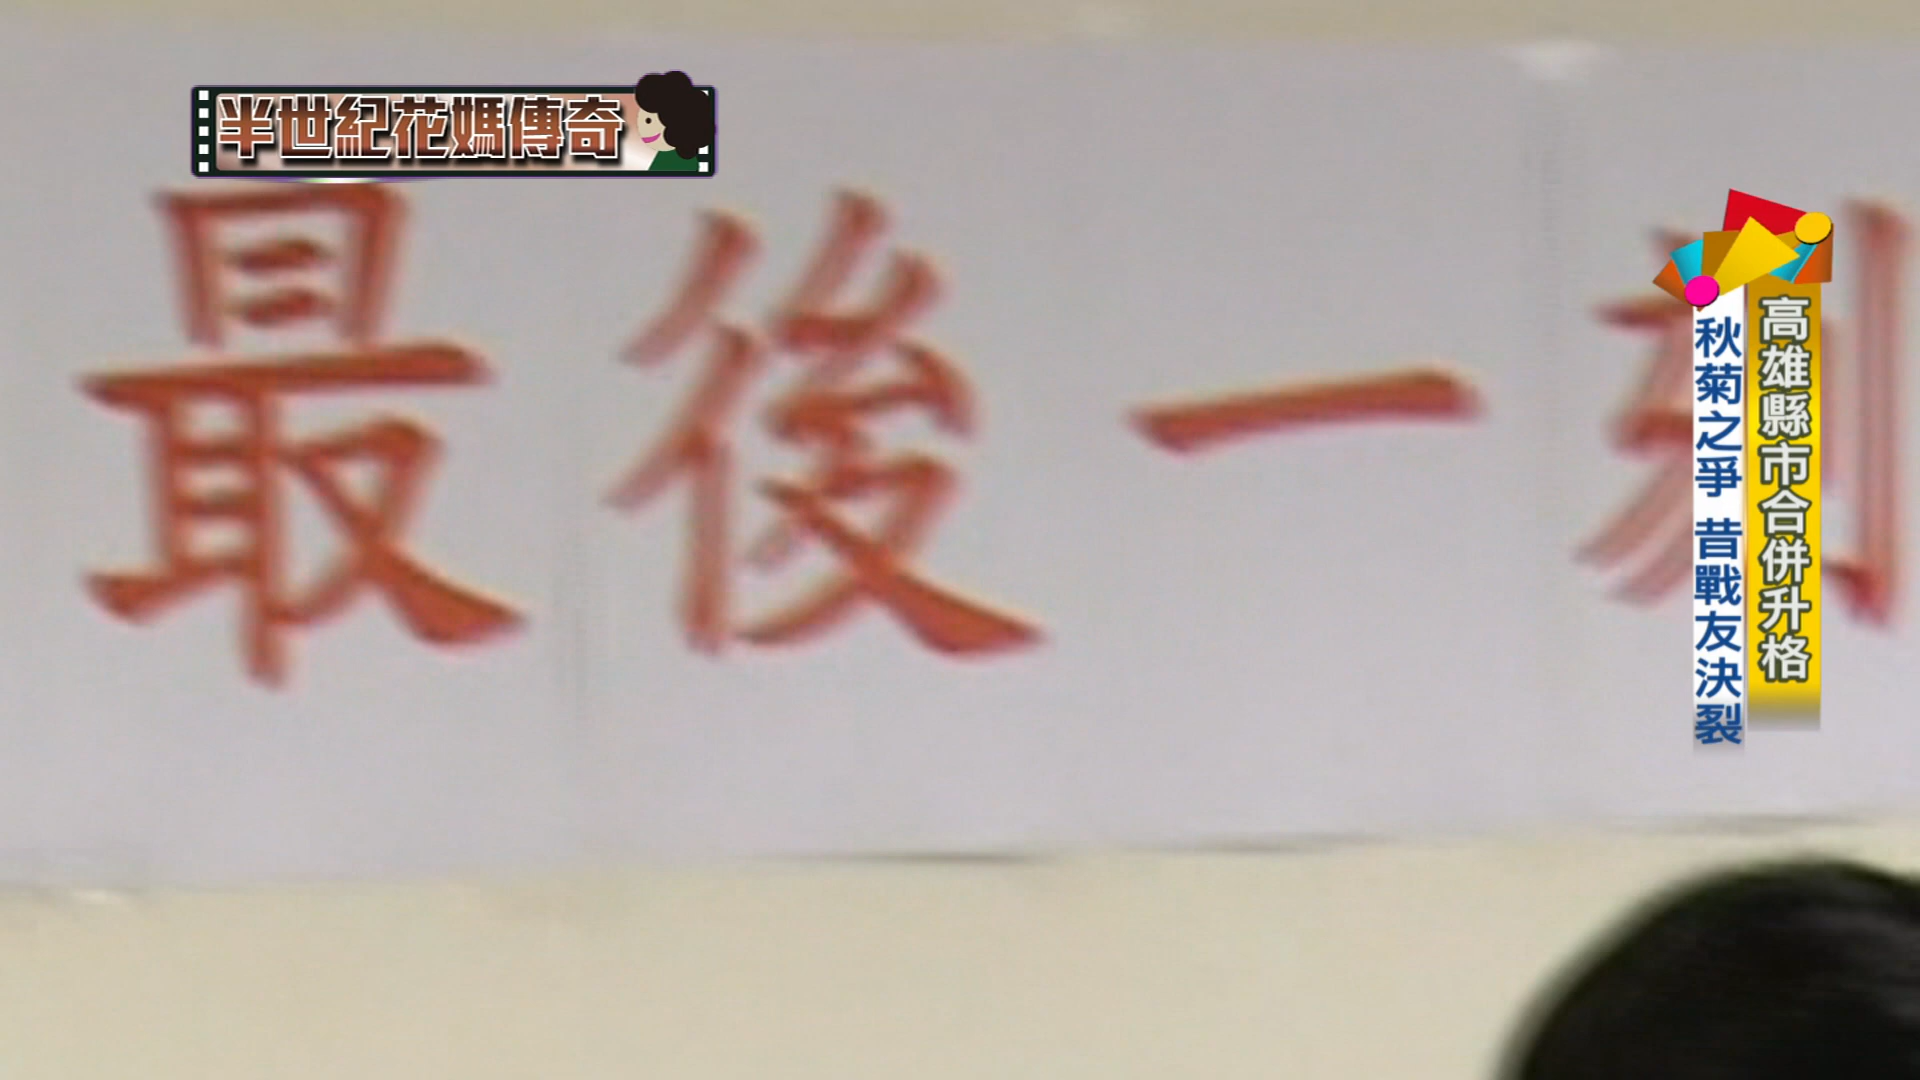 半世紀花媽傳奇
最後一刻
高雄縣市合併升格
秋菊之爭 昔戰友決裂